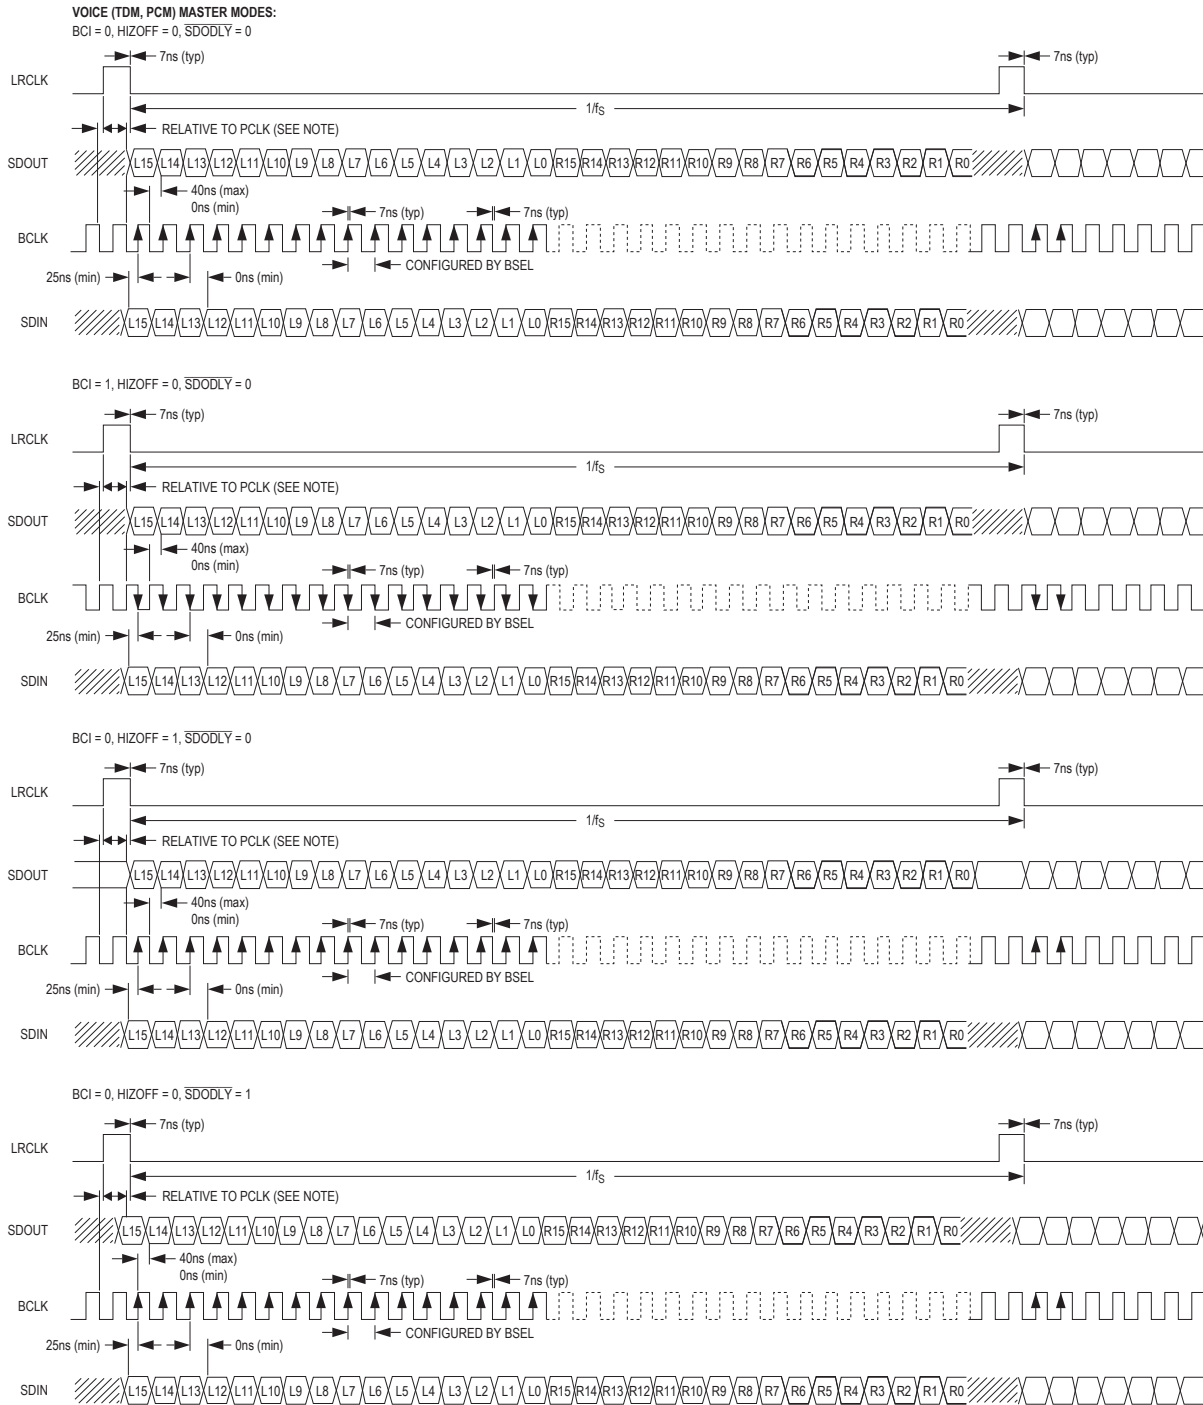 VOICE (TDM, PCM) MASTER MODES:
BCI = 0, HIZOFF = 0, SDODLY = 0
7ns (typ) 7ns (typ)
LRCLK
1/fS
RELATIVE TO PCLK (SEE NOTE)
SDOUT L15 L14 L13 L12 L11 L10 L9 L8 L7 L6 L5 L4 L3 L2 L1 L0 R15 R14 R13 R12 R11 R10 R9 R8 R7 R6 R5 R4 R3 R2 R1 R0
40ns (max)
0ns (min) 7ns (typ) 7ns (typ)
BCLK
CONFIGURED BY BSEL
25ns (min) 0ns (min)
SDIN L15 L14 L13 L12 L11 L10 L9 L8 L7 L6 L5 L4 L3 L2 L1 L0 R15 R14 R13 R12 R11 R10 R9 R8 R7 R6 R5 R4 R3 R2 R1 R0
BCI = 1, HIZOFF = 0, SDODLY = 0
7ns (typ) 7ns (typ)
LRCLK
1/fS
RELATIVE TO PCLK (SEE NOTE)
SDOUT L15 L14 L13 L12 L11 L10 L9 L8 L7 L6 L5 L4 L3 L2 L1 L0 R15 R14 R13 R12 R11 R10 R9 R8 R7 R6 R5 R4 R3 R2 R1 R0
40ns (max)
0ns (min) 7ns (typ) 7ns (typ)
BCLK
CONFIGURED BY BSEL
25ns (min) 0ns (min)
SDIN L15 L14 L13 L12 L11 L10 L9 L8 L7 L6 L5 L4 L3 L2 L1 L0 R15 R14 R13 R12 R11 R10 R9 R8 R7 R6 R5 R4 R3 R2 R1 R0
BCI = 0, HIZOFF = 1, SDODLY = 0
7ns (typ) 7ns (typ)
LRCLK
1/fS
RELATIVE TO PCLK (SEE NOTE)
SDOUT L15 L14 L13 L12 L11 L10 L9 L8 L7 L6 L5 L4 L3 L2 L1 L0 R15 R14 R13 R12 R11 R10 R9 R8 R7 R6 R5 R4 R3 R2 R1 R0
40ns (max)
0ns (min) 7ns (typ) 7ns (typ)
BCLK
CONFIGURED BY BSEL
25ns (min) 0ns (min)
SDIN L15 L14 L13 L12 L11 L10 L9 L8 L7 L6 L5 L4 L3 L2 L1 L0 R15 R14 R13 R12 R11 R10 R9 R8 R7 R6 R5 R4 R3 R2 R1 R0
BCI = 0, HIZOFF = 0, SDODLY = 1
7ns (typ) 7ns (typ)
LRCLK
1/fS
RELATIVE TO PCLK (SEE NOTE)
SDOUT L15 L14 L13 L12 L11 L10 L9 L8 L7 L6 L5 L4 L3 L2 L1 L0 R15 R14 R13 R12 R11 R10 R9 R8 R7 R6 R5 R4 R3 R2 R1 R0
40ns (max)
0ns (min) 7ns (typ) 7ns (typ)
BCLK
CONFIGURED BY BSEL
25ns (min) 0ns (min)
SDIN L15 L14 L13 L12 L11 L10 L9 L8 L7 L6 L5 L4 L3 L2 L1 L0 R15 R14 R13 R12 R11 R10 R9 R8 R7 R6 R5 R4 R3 R2 R1 R0